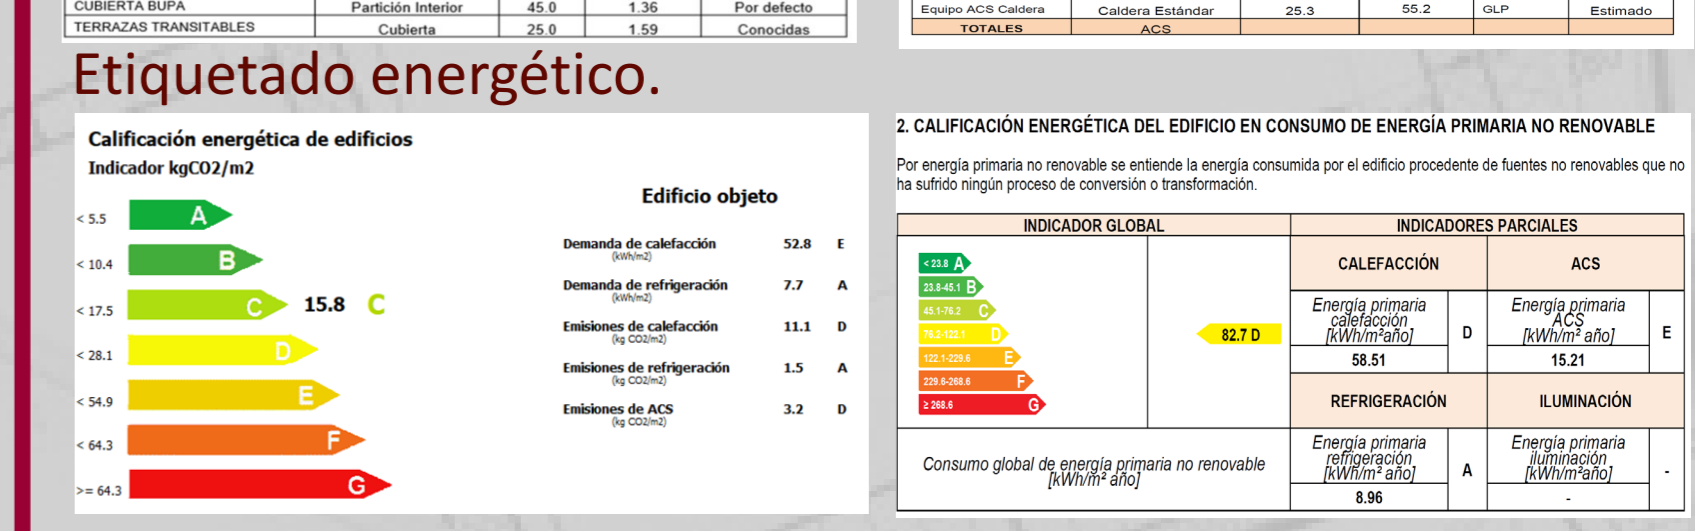 CUBIERTA BUPA Partición Interior 45.0 1.36 Por defecto
TERRAZAS TRANSITABLES Cubierta 25.0 1.59 Conocidas
Equipo ACS Caldera Caldera Estándar 25.3 55.2 GLP Estimado
TOTALES ACS
Etiquetado energético.
Calificación energética de edificios
Indicador kgCO2/m2
Edificio objeto
< 5.5 A
< 10.4 B
< 17.5 C 15.8 C
< 28.1 D
< 54.9 E
< 64.3 F
>= 64.3 G
Demanda de calefacción 52.8 E
(kWh/m2)
Demanda de refrigeración 7.7 A
(kWh/m2)
Emisiones de calefacción 11.1 D
(kg CO2/m2)
Emisiones de refrigeración 1.5 A
(kg CO2/m2)
Emisiones de ACS 3.2 D
(kg CO2/m2)
2. CALIFICACIÓN ENERGÉTICA DEL EDIFICIO EN CONSUMO DE ENERGÍA PRIMARIA NO RENOVABLE
Por energía primaria no renovable se entiende la energía consumida por el edificio procedente de fuentes no renovables que no
ha sufrido ningún proceso de conversión o transformación.
INDICADOR GLOBAL INDICADORES PARCIALES
< 23.8 A
23.8-45.1 B
45.1-76.2 C
76.2-122.1 D
122.1-229.6 E
229.6-268.6 F
≥ 268.6 G
82.7 D
CALEFACCIÓN ACS
Energía primaria
calefacción
[kWh/m²año]
D
58.51
Energía primaria
ACS
[kWh/m² año]
E
15.21
REFRIGERACIÓN ILUMINACIÓN
Consumo global de energía primaria no renovable
[kWh/m² año]
Energía primaria
refrigeración
[kWh/m² año]
A
8.96
Energía primaria
iluminación
[kWh/m²año]
-
-